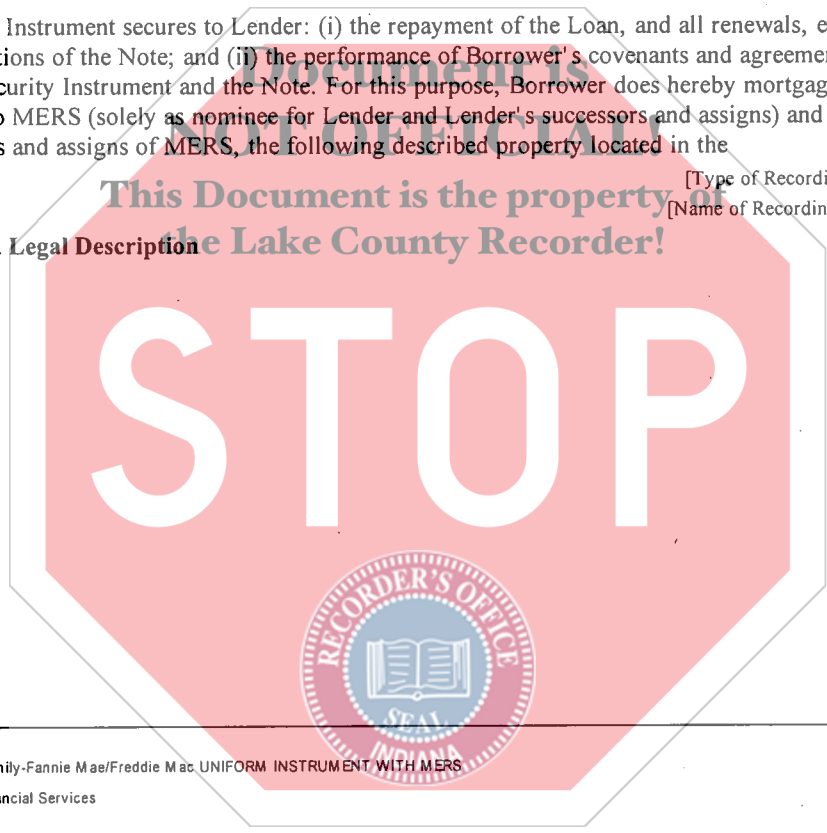 Instrument secures to Lender: (i) the repayment of the Loan, and all renewals, e
tions of the Note; and (ii) the performance of Borrower's covenants and agreemen
curity Instrument and the Note. For this purpose, Borrower does hereby mortgag
o MERS (solely as nominee for Lender and Lender's successors and assigns) and
s and assigns of MERS, the following described property located in the
[Type of Recordi
[Name of Recordin
Legal Description
Document is
NOT OFFICIAL!
This Document is the property of
the Lake County Recorder!
STOP
RECORDER'S OFFICE
SEAL
INDIANA
mily-Fannie Mae/Freddie Mac UNIFORM INSTRUMENT WITH MERS
ancial Services